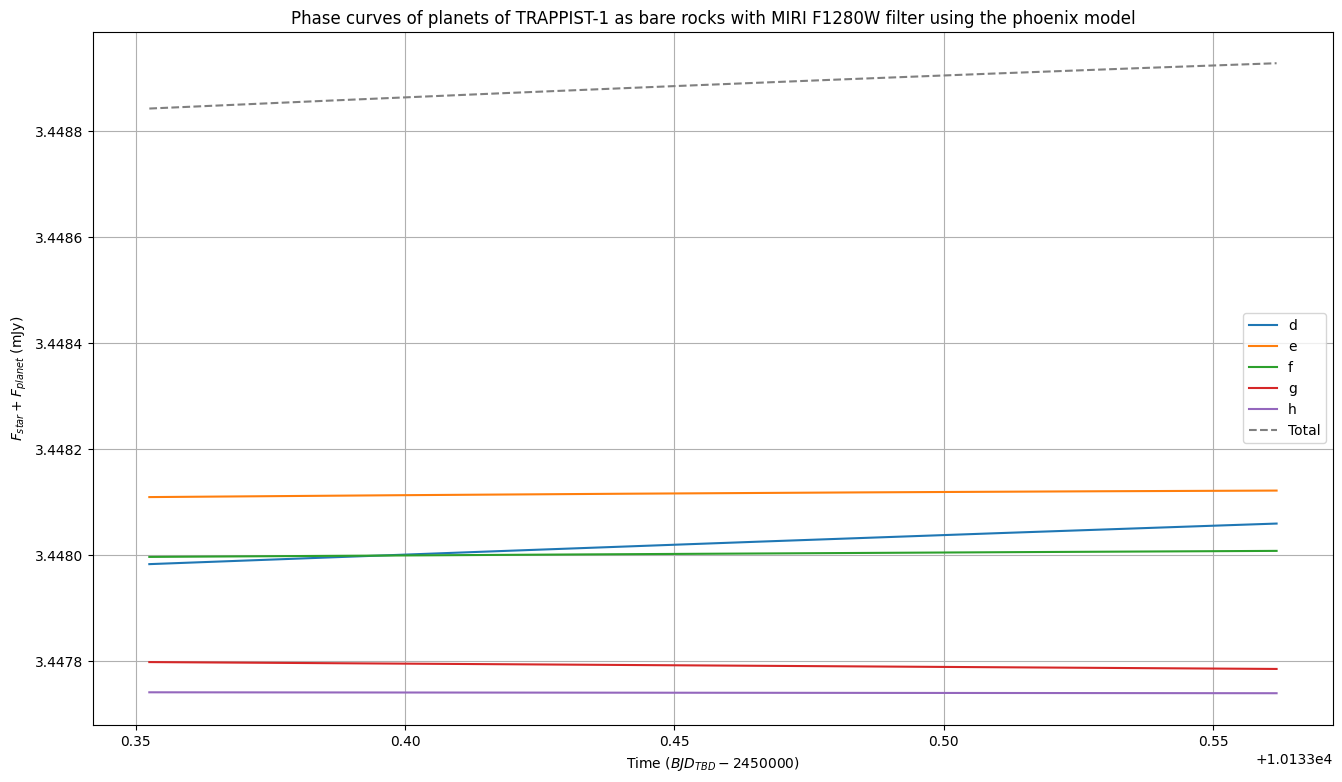 Phase curves of planets of TRAPPIST-1 as bare rocks with MIRI F1280W filter using the phoenix model
3.4488
3.4486
3.4484
3.4482
3.4480
3.4478
F_star + F_planet (mJy)
d
e
f
g
h
Total
0.35 0.40 0.45 0.50 0.55
+1.0133e4
Time (BJD_TBD − 2450000)